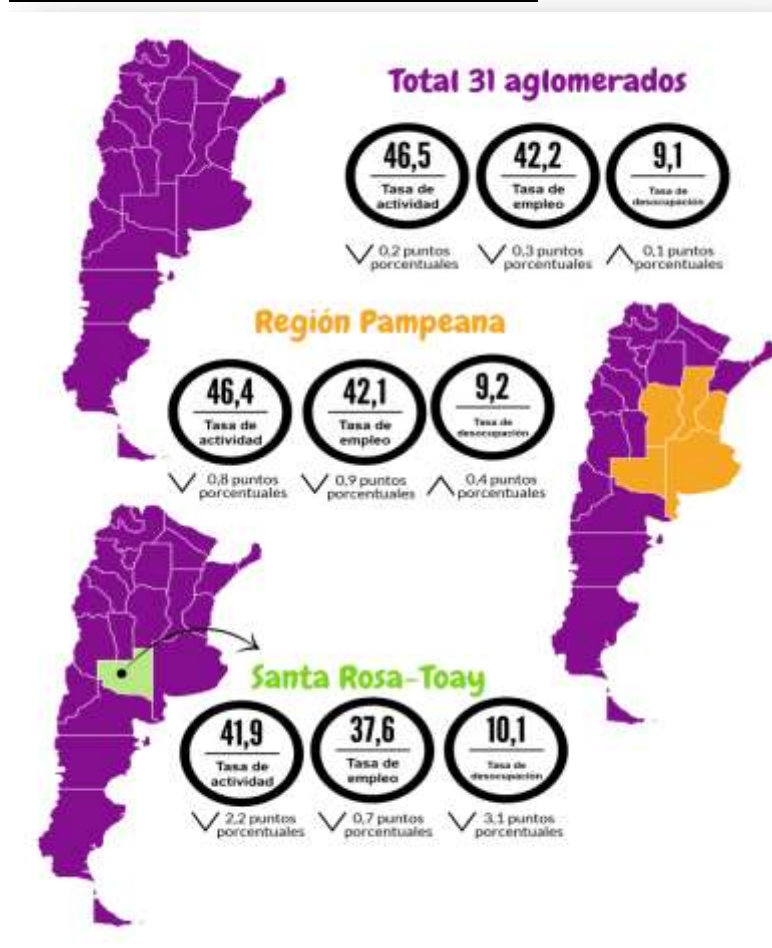 Total 31 aglomerados
46,5
Tasa de
actividad
42,2
Tasa de
empleo
9,1
Tasa de
desocupación
0,2 puntos
porcentuales
0,3 puntos
porcentuales
0,1 puntos
porcentuales
Región Pampeana
46,4
Tasa de
actividad
42,1
Tasa de
empleo
9,2
Tasa de
desocupación
0,8 puntos
porcentuales
0,9 puntos
porcentuales
0,4 puntos
porcentuales
Santa Rosa-Toay
41,9
Tasa de
actividad
37,6
Tasa de
empleo
10,1
Tasa de
desocupación
2,2 puntos
porcentuales
0,7 puntos
porcentuales
3,1 puntos
porcentuales